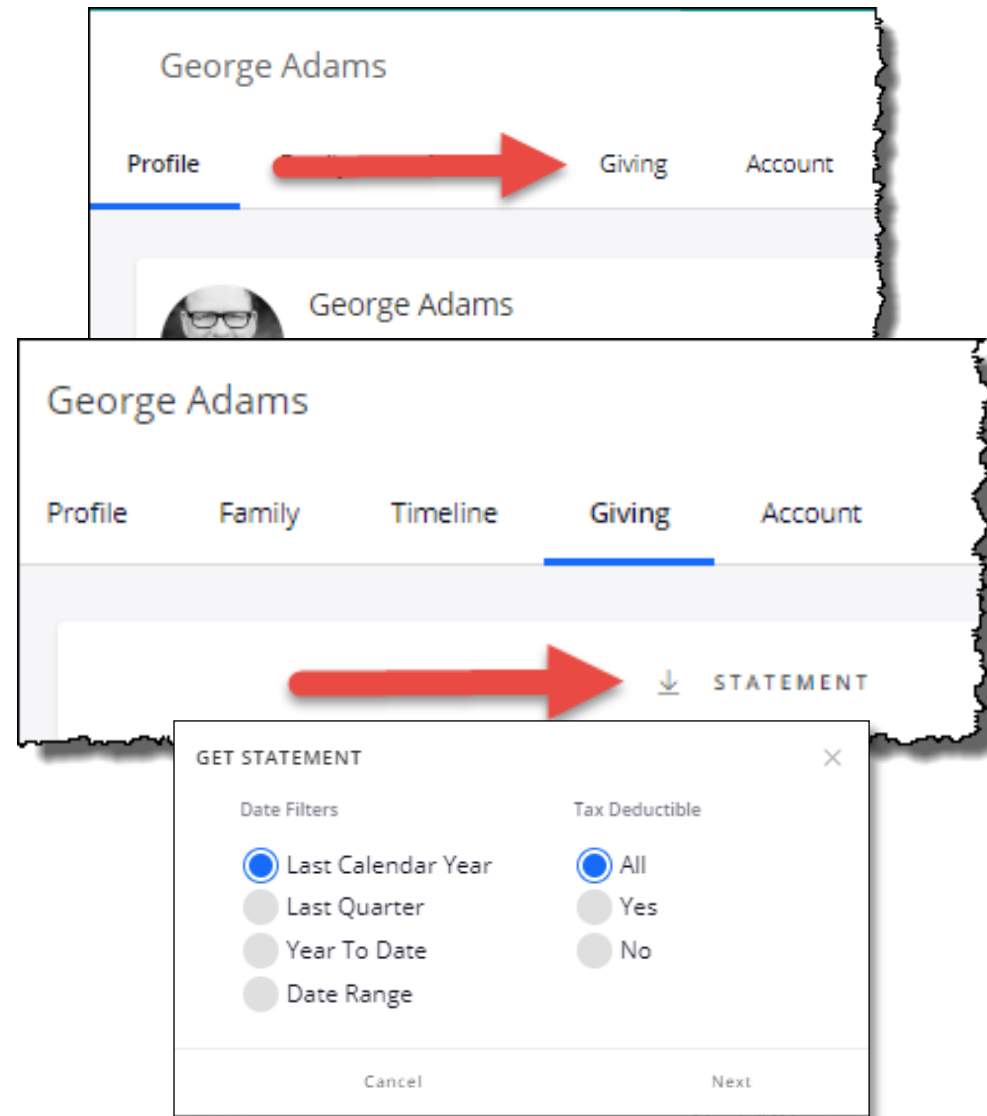 George Adams
Profile Giving Account
George Adams
George Adams
Profile Family Timeline Giving Account
STATEMENT
GET STATEMENT
Date Filters Tax Deductible
Last Calendar Year All
Last Quarter Yes
Year To Date No
Date Range
Cancel Next